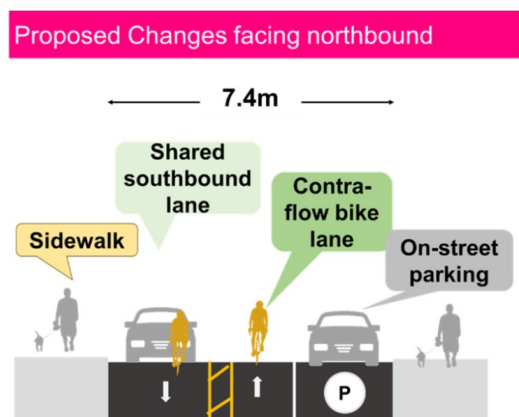 Proposed Changes facing northbound
7.4m
Shared
southbound
lane
Contra-
flow bike
lane
Sidewalk
On-street
parking
P